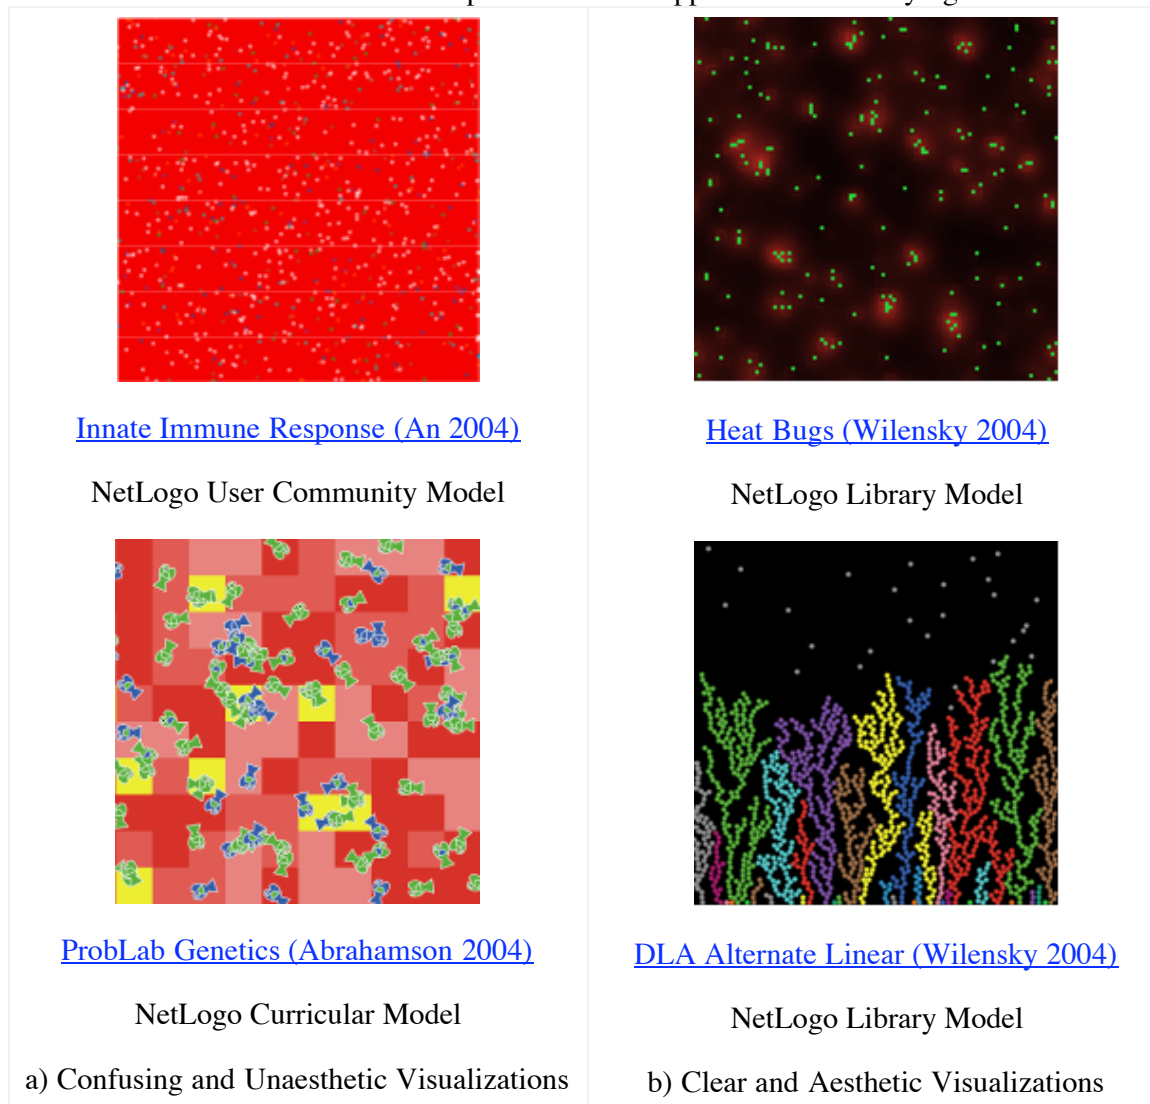 Innate Immune Response (An 2004)
NetLogo User Community Model
Heat Bugs (Wilensky 2004)
NetLogo Library Model
ProbLab Genetics (Abrahamson 2004)
NetLogo Curricular Model
a) Confusing and Unaesthetic Visualizations
DLA Alternate Linear (Wilensky 2004)
NetLogo Library Model
b) Clear and Aesthetic Visualizations